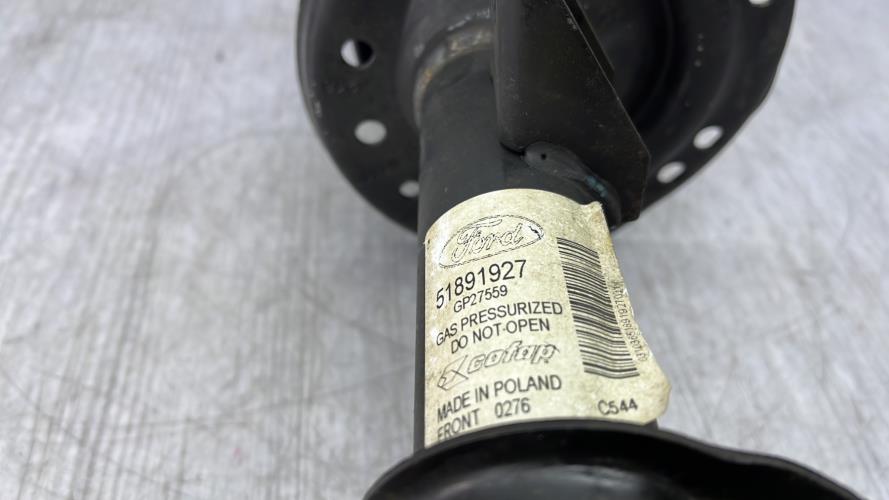 Ford
51891927
GP27559
GAS PRESSURIZED
DO NOT OPEN
cofap
MADE IN POLAND
FRONT 0276 C544